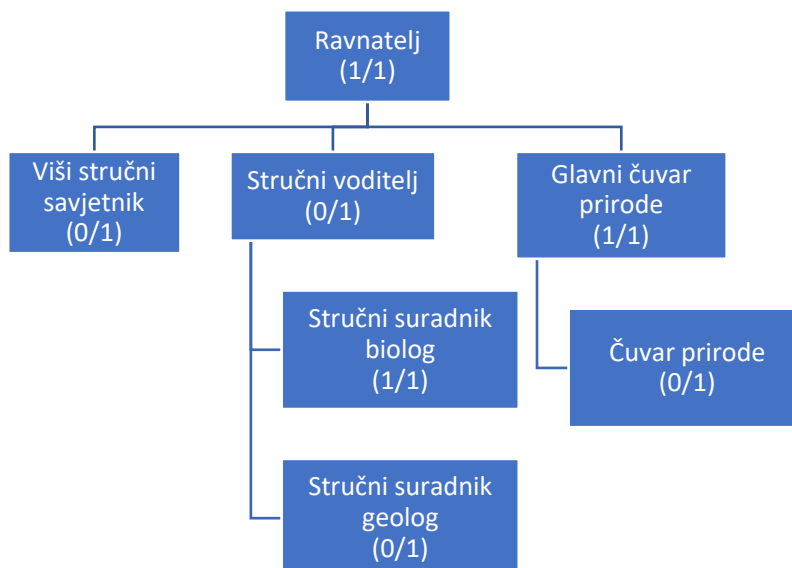 Ravnatelj
(1/1)
Viši stručni
savjetnik
(0/1)
Stručni voditelj
(0/1)
Glavni čuvar
prirode
(1/1)
Stručni suradnik
biolog
(1/1)
Čuvar prirode
(0/1)
Stručni suradnik
geolog
(0/1)